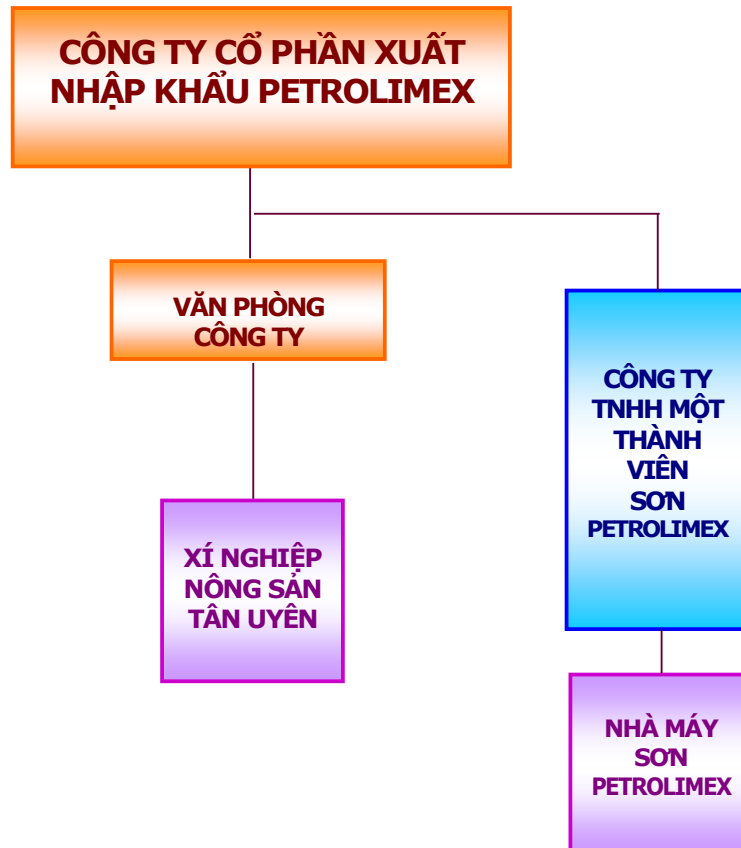 CÔNG TY CỔ PHẦN XUẤT
NHẬP KHẨU PETROLIMEX
VĂN PHÒNG
CÔNG TY
CÔNG TY
TNHH MỘT
THÀNH
VIÊN
SƠN
PETROLIMEX
XÍ NGHIỆP
NÔNG SẢN
TÂN UYÊN
NHÀ MÁY
SƠN
PETROLIMEX